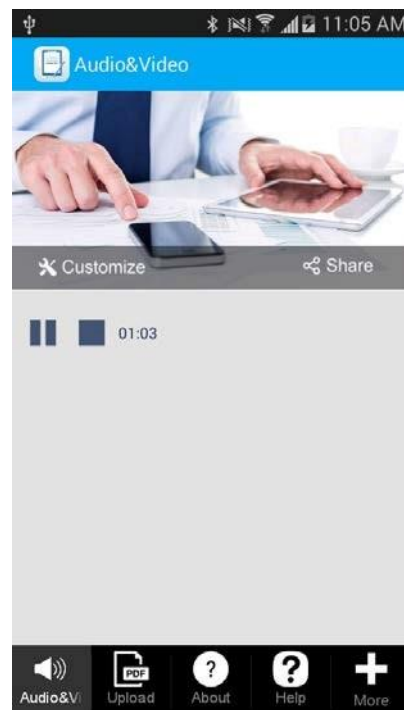 11:05 AM
Audio&Video
Customize
Share
01:03
PDF
Audio&Vi
Upload
About
Help
More